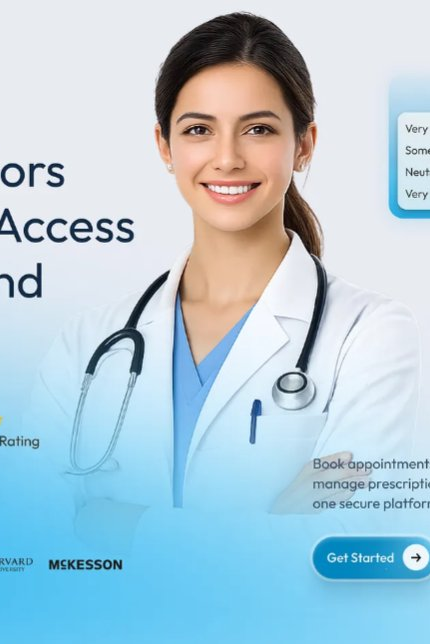 ors
Access
nd
Very
Some
Neut
Very
Rating
Book appointment
manage prescripti
one secure platfor
Get Started
RVARD
VERSITY
MCKESSON